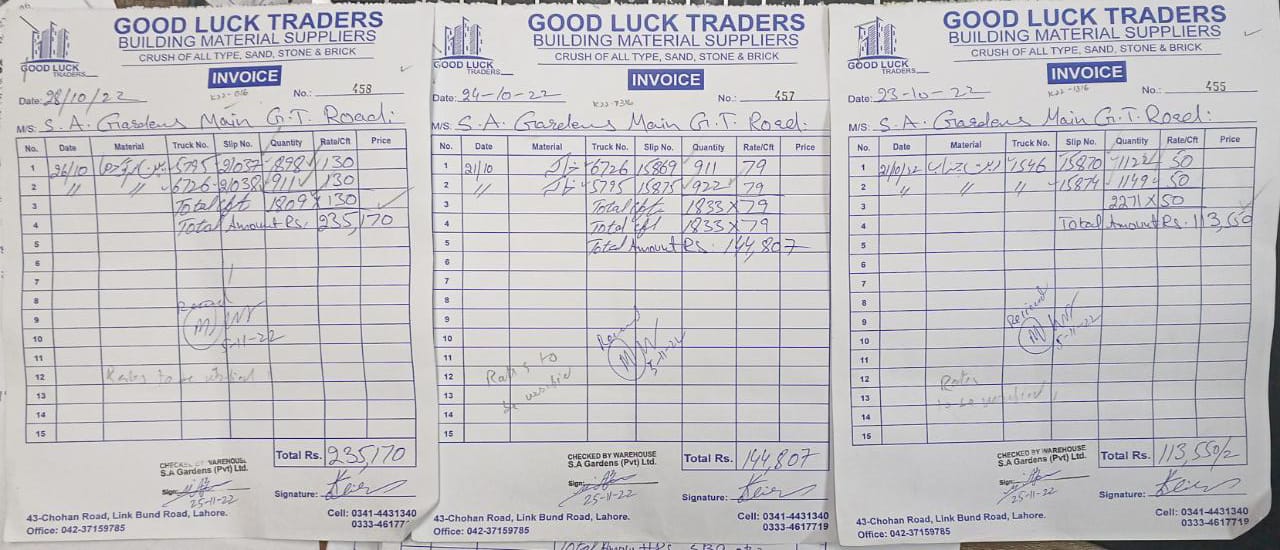 GOOD LUCK TRADERS
BUILDING MATERIAL SUPPLIERS
CRUSH OF ALL TYPE, SAND, STONE & BRICK
GOOD LUCK
TRADERS
INVOICE
Date: 28/10/22 No.: 458
M/S: S.A. Gardens Main G.T. Road:
No. Date Material Truck No. Slip No. Quantity Rate/Cft Price
1 26/10 5795 21037 898 130
2 " " 6726 21038 911 130
3 Total cft 1809 x 130
4 Total Amount Rs. 235,170
5
6
7
8
9
10
11
12 Rates to be verified
13
14
15
5-11-22
Total Rs. 235,170
CHECKED BY WAREHOUSE
S.A Gardens (Pvt) Ltd.
Sign:
25-11-22
Signature:
43-Chohan Road, Link Bund Road, Lahore.
Office: 042-37159785
Cell: 0341-4431340
0333-4617
GOOD LUCK TRADERS
BUILDING MATERIAL SUPPLIERS
CRUSH OF ALL TYPE, SAND, STONE & BRICK
GOOD LUCK
TRADERS
INVOICE
Date: 24-10-22 No.: 457
M/S: S.A. Gardens Main G.T. Road:
No. Date Material Truck No. Slip No. Quantity Rate/Cft Price
1 21/10 6726 15869 911 79
2 " 5795 15875 922 79
3 Total cft. 1833 x 79
4 Total cft 1833 x 79
5 Total Amount Rs. 144,807
6
7
8
9
10
11
12
13
14
15
Received
5-11-22
Rates to
be verified
Total Rs. 144,807
CHECKED BY WAREHOUSE
S.A Gardens (Pvt) Ltd.
Sign:
25-11-22
Signature:
43-Chohan Road, Link Bund Road, Lahore.
Office: 042-37159785
Cell: 0341-4431340
0333-4617719
GOOD LUCK TRADERS
BUILDING MATERIAL SUPPLIERS
CRUSH OF ALL TYPE, SAND, STONE & BRICK
GOOD LUCK
TRADERS
INVOICE
Date: 23-10-22 No.: 455
M/S: S.A. Gardens Main G.T. Road:
No. Date Material Truck No. Slip No. Quantity Rate/Cft Price
1 1546 15870 1122 50
2 " " " 15874 1149 50
3 2271 x 50
4 Total Amount Rs. 113,550
5
6
7
8
9
10
11
12
13
14
15
Received
5-11-22
Rates
to be verified
Total Rs. 113,550/2
CHECKED BY WAREHOUSE
S.A Gardens (Pvt) Ltd.
Sign:
25-11-22
Signature:
43-Chohan Road, Link Bund Road, Lahore.
Office: 042-37159785
Cell: 0341-4431340
0333-4617719